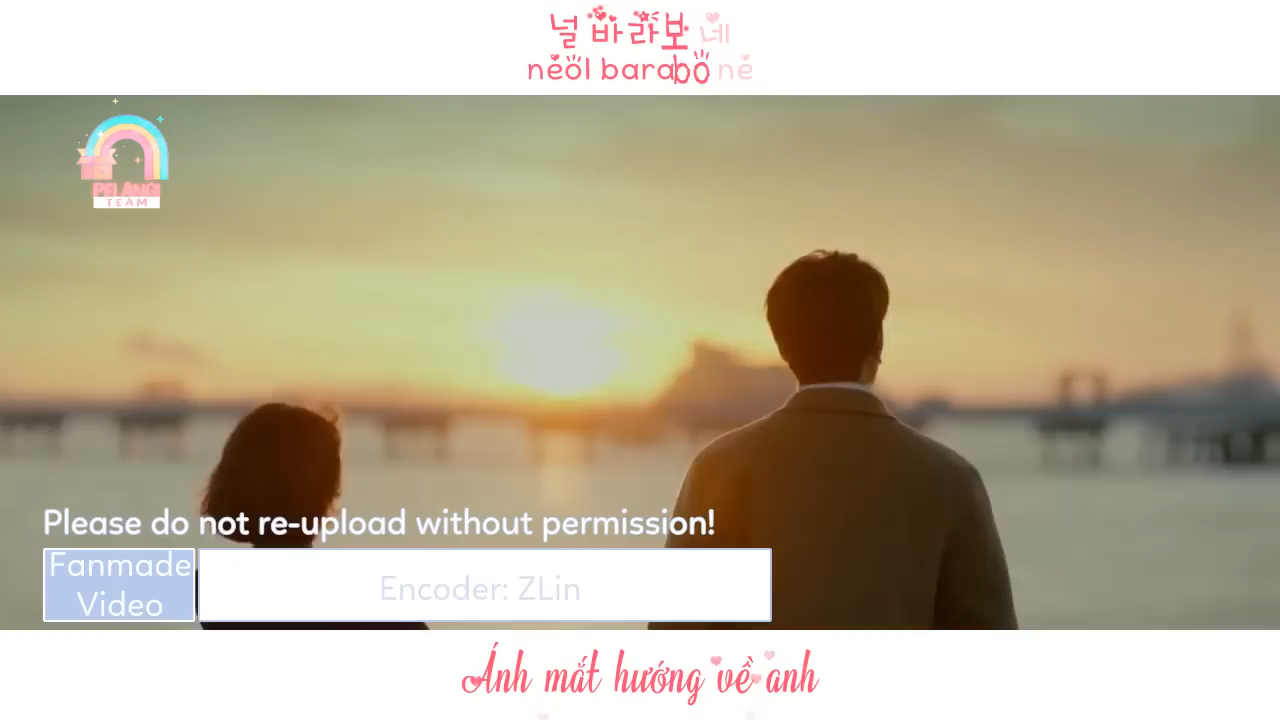 널 바라보네
neol barabo ne
PELANGI
TEAM
Please do not re-upload without permission!
Fanmade
Video
Encoder: ZLin
Ánh mắt hướng về anh